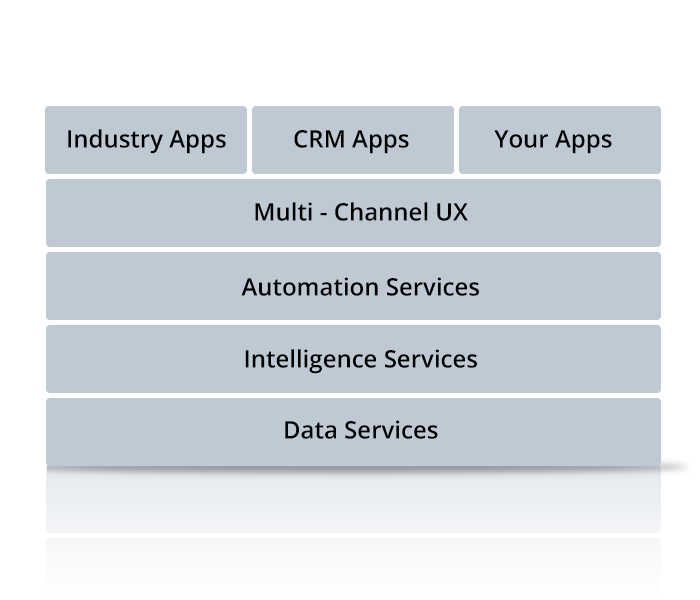 Industry Apps
CRM Apps
Your Apps
Multi - Channel UX
Automation Services
Intelligence Services
Data Services